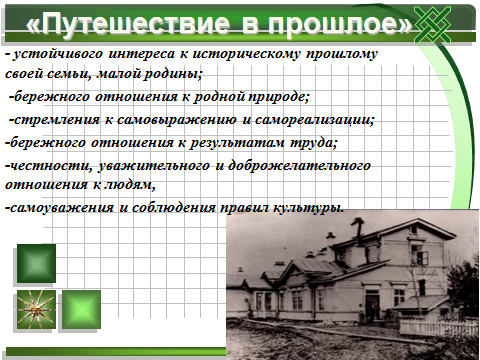 «Путешествие в прошлое»
- устойчивого интереса к историческому прошлому
своей семьи, малой родины;
-бережного отношения к родной природе;
-стремления к самовыражению и самореализации;
-бережного отношения к результатам труда;
-честности, уважительного и доброжелательного
отношения к людям,
-самоуважения и соблюдения правил культуры.